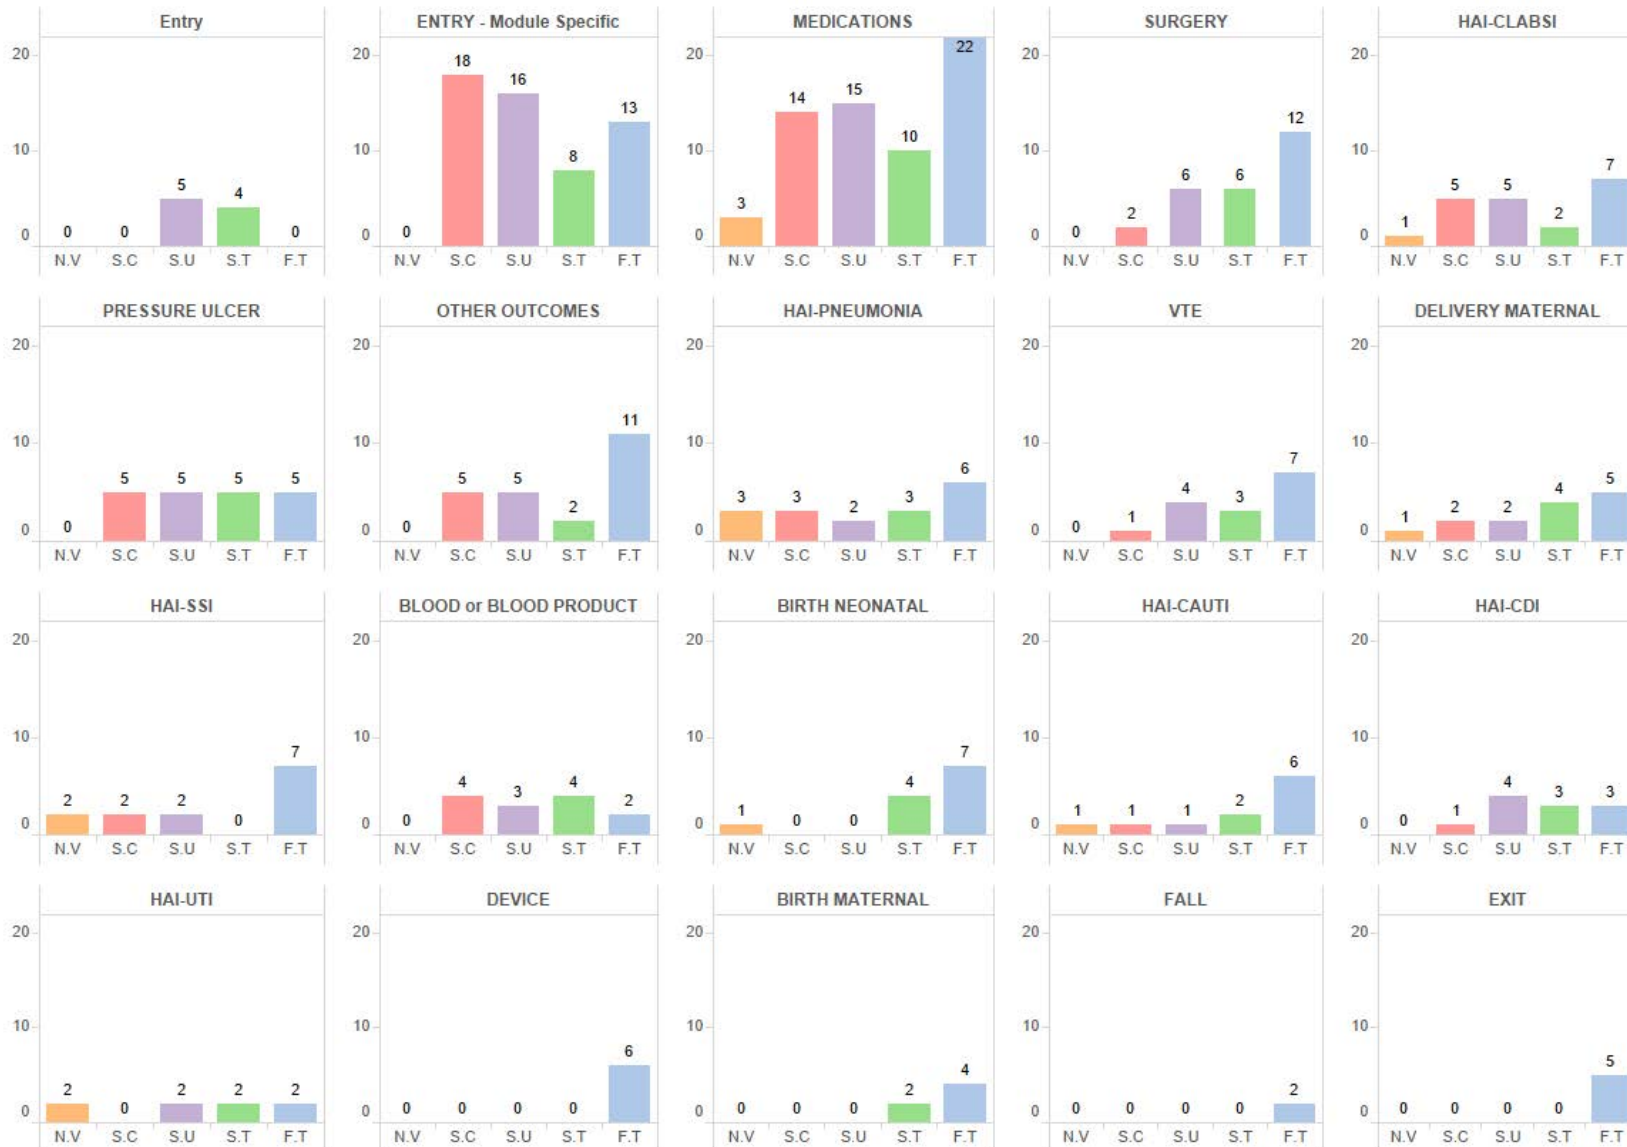 Entry
20
10
0
0 0 5 4 0
N.V S.C S.U S.T F.T
ENTRY - Module Specific
20
10
0
0 18 16 8 13
N.V S.C S.U S.T F.T
MEDICATIONS
20
10
0
3 14 15 10 22
N.V S.C S.U S.T F.T
SURGERY
20
10
0
0 2 6 6 12
N.V S.C S.U S.T F.T
HAI-CLABSI
20
10
0
1 5 5 2 7
N.V S.C S.U S.T F.T
PRESSURE ULCER
20
10
0
0 5 5 5 5
N.V S.C S.U S.T F.T
OTHER OUTCOMES
20
10
0
0 5 5 2 11
N.V S.C S.U S.T F.T
HAI-PNEUMONIA
20
10
0
3 3 2 3 6
N.V S.C S.U S.T F.T
VTE
20
10
0
0 1 4 3 7
N.V S.C S.U S.T F.T
DELIVERY MATERNAL
20
10
0
1 2 2 4 5
N.V S.C S.U S.T F.T
HAI-SSI
20
10
0
2 2 2 0 7
N.V S.C S.U S.T F.T
BLOOD or BLOOD PRODUCT
20
10
0
0 4 3 4 2
N.V S.C S.U S.T F.T
BIRTH NEONATAL
20
10
0
1 0 0 4 7
N.V S.C S.U S.T F.T
HAI-CAUTI
20
10
0
1 1 1 2 6
N.V S.C S.U S.T F.T
HAI-CDI
20
10
0
0 1 4 3 3
N.V S.C S.U S.T F.T
HAI-UTI
20
10
0
2 0 2 2 2
N.V S.C S.U S.T F.T
DEVICE
20
10
0
0 0 0 0 6
N.V S.C S.U S.T F.T
BIRTH MATERNAL
20
10
0
0 0 0 2 4
N.V S.C S.U S.T F.T
FALL
20
10
0
0 0 0 0 2
N.V S.C S.U S.T F.T
EXIT
20
10
0
0 0 0 0 5
N.V S.C S.U S.T F.T